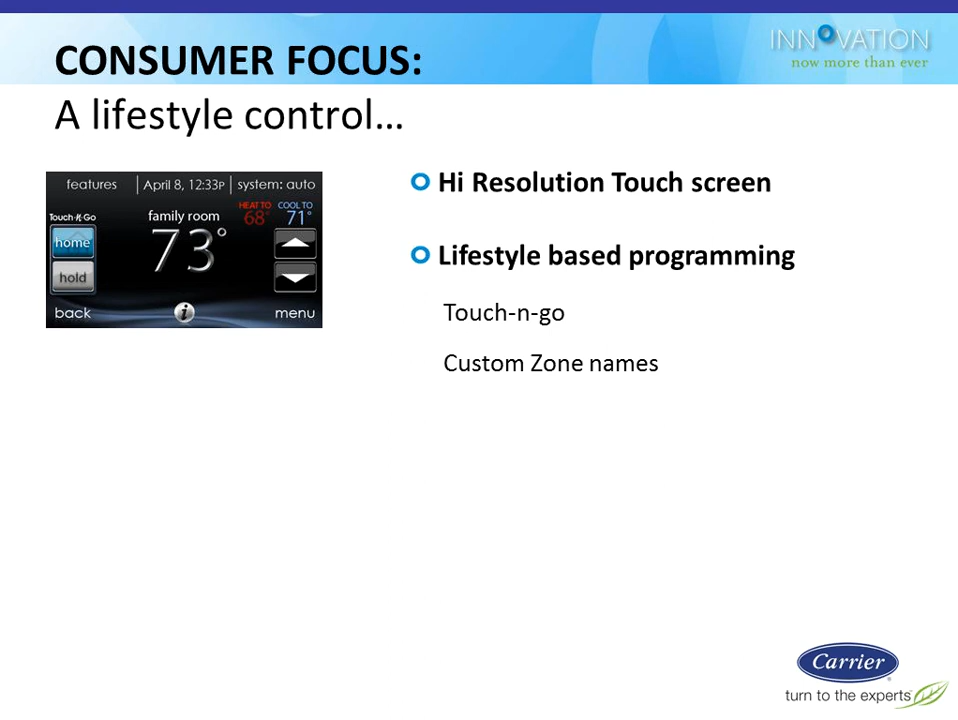 INNOVATION
now more than ever
CONSUMER FOCUS:
A lifestyle control...
features | April 8, 12:33P | system: auto
Touch-N-Go
family room
HEAT TO COOL TO
68° 71°
home
73°
hold
back i menu
Hi Resolution Touch screen
Lifestyle based programming
Touch-n-go
Custom Zone names
Carrier
turn to the experts